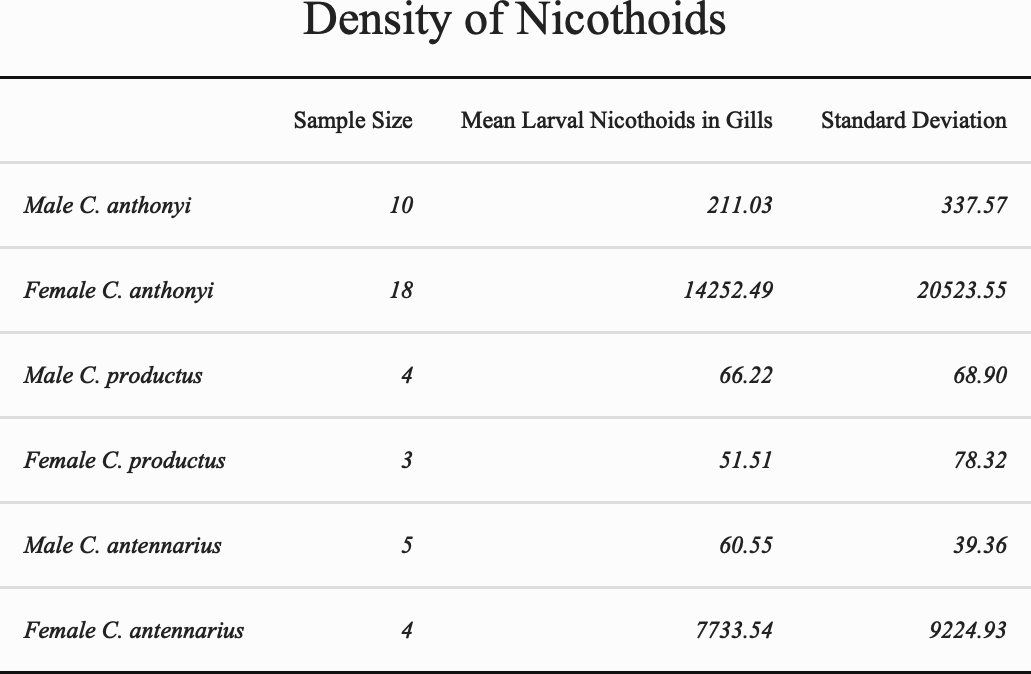 Density of Nicothoids
Sample Size Mean Larval Nicothoids in Gills Standard Deviation
Male C. anthonyi 10 211.03 337.57
Female C. anthonyi 18 14252.49 20523.55
Male C. productus 4 66.22 68.90
Female C. productus 3 51.51 78.32
Male C. antennarius 5 60.55 39.36
Female C. antennarius 4 7733.54 9224.93